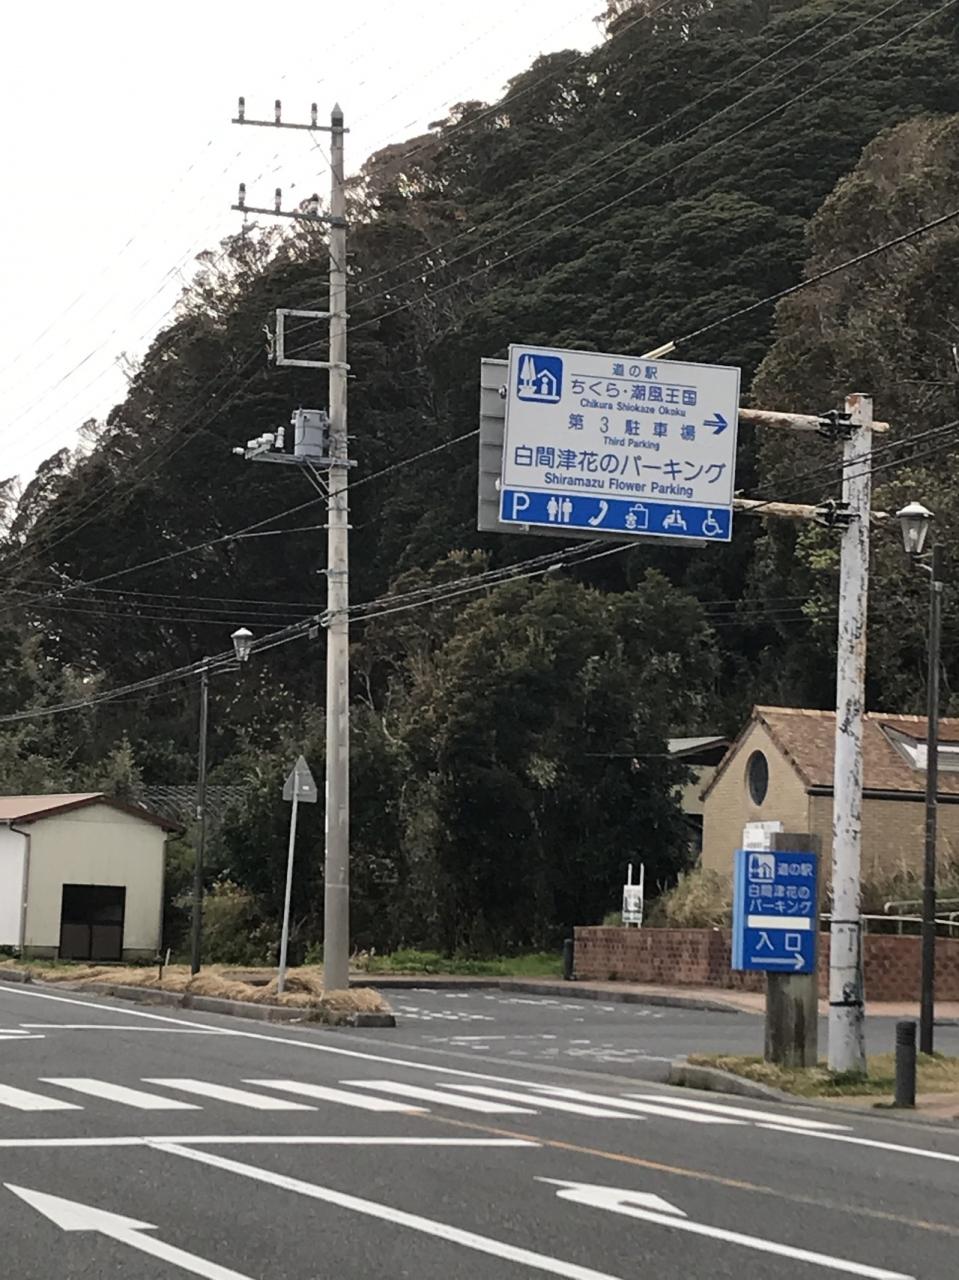 道の駅
ちくら・潮風王国
Chikura Shiokaze Okoku
第3駐車場
Third Parking
白間津花のパーキング
Shiramazu Flower Parking
P
道の駅
白間津花の
パーキング
入口